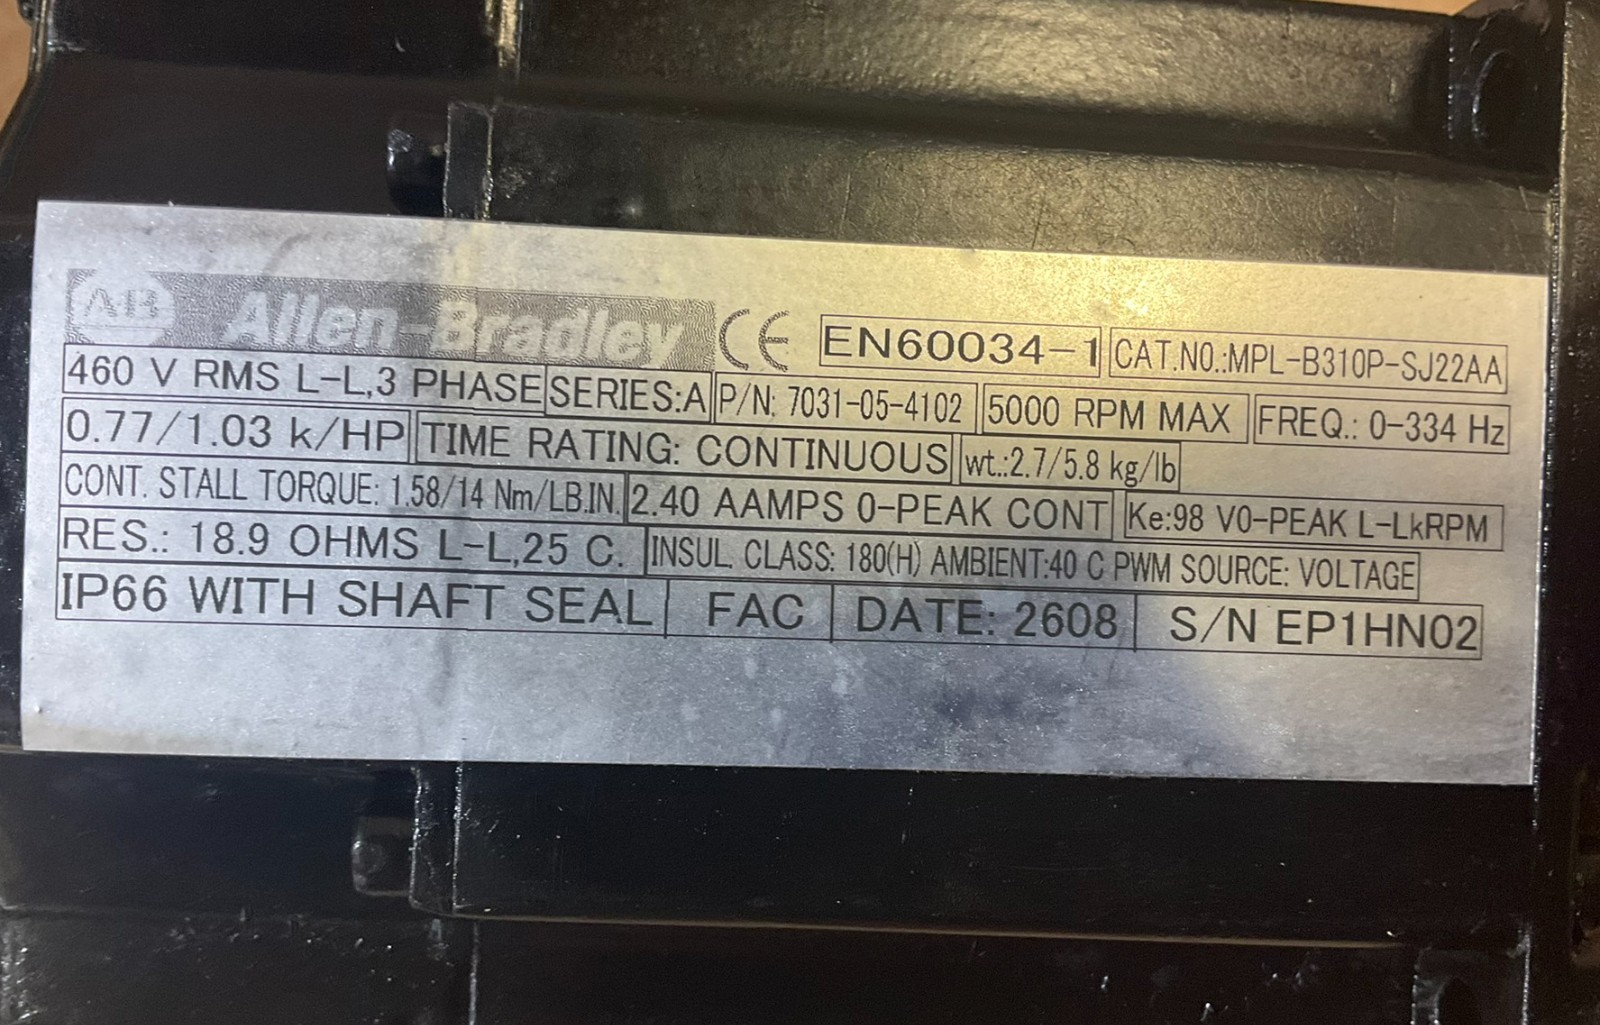 AB Allen-Bradley CE EN60034-1 CAT.NO.:MPL-B310P-SJ22AA
460 V RMS L-L,3 PHASE SERIES:A P/N: 7031-05-4102 5000 RPM MAX FREQ.: 0-334 Hz
0.77/1.03 k/HP TIME RATING: CONTINUOUS wt.:2.7/5.8 kg/lb
CONT. STALL TORQUE: 1.58/14 Nm/LB.IN. 2.40 AAMPS 0-PEAK CONT Ke:98 V0-PEAK L-LkRPM
RES.: 18.9 OHMS L-L,25 C. INSUL CLASS: 180(H) AMBIENT:40 C PWM SOURCE: VOLTAGE
IP66 WITH SHAFT SEAL FAC DATE: 2608 S/N EP1HN02